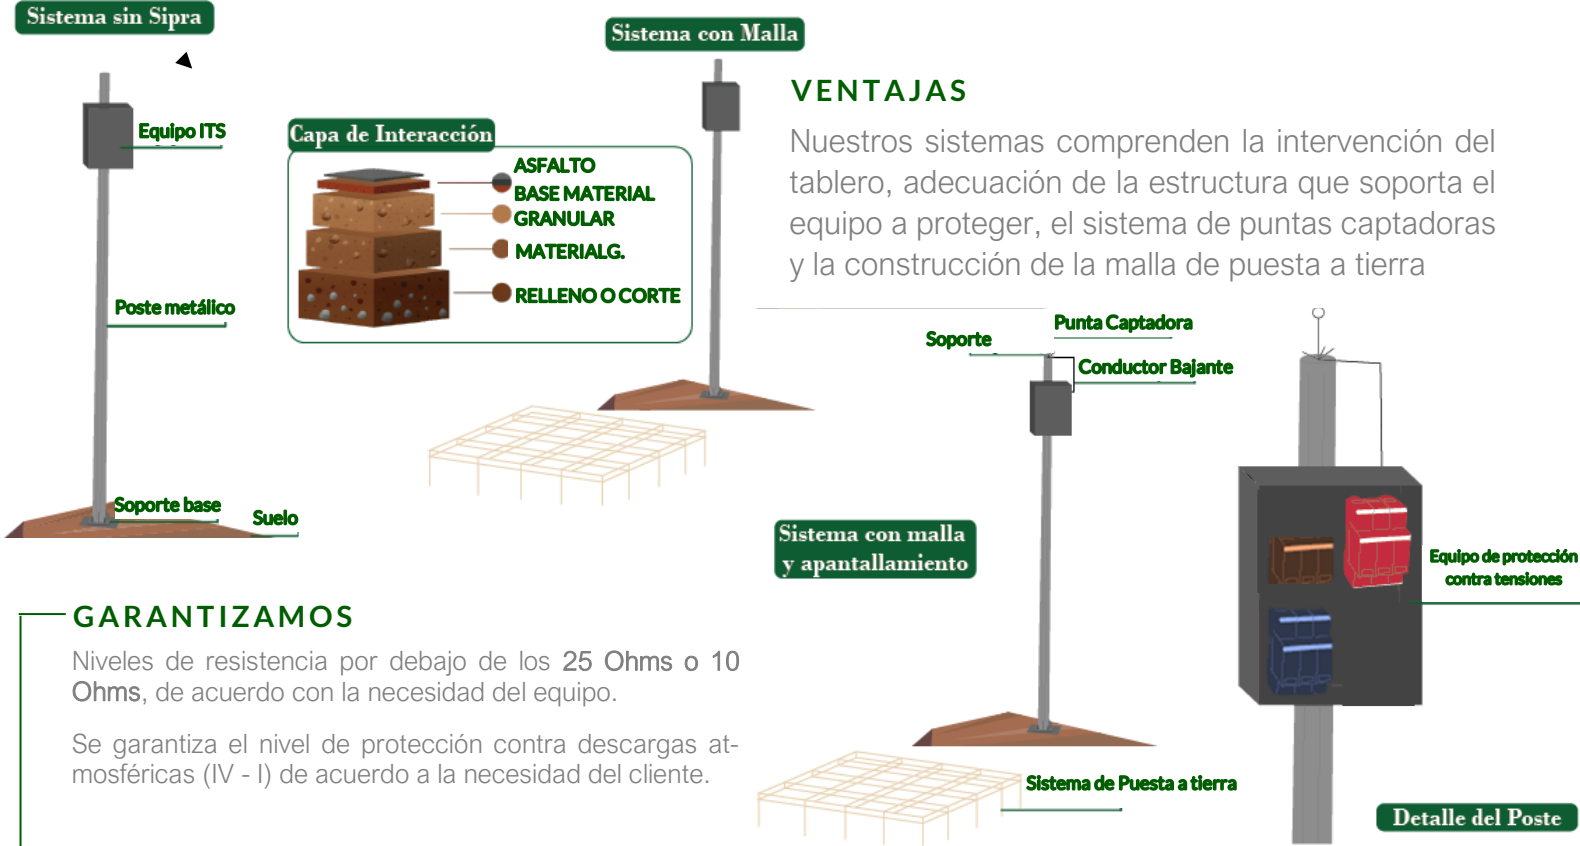 Sistema sin Sipra
Equipo ITS
Poste metálico
Soporte base
Suelo
Capa de Interacción
ASFALTO
BASE MATERIAL
GRANULAR
MATERIALG.
RELLENO O CORTE
Sistema con Malla
VENTAJAS
Nuestros sistemas comprenden la intervención del
tablero, adecuación de la estructura que soporta el
equipo a proteger, el sistema de puntas captadoras
y la construcción de la malla de puesta a tierra
Punta Captadora
Soporte
Conductor Bajante
Sistema con malla
y apantallamiento
Equipo de protección
contra tensiones
Sistema de Puesta a tierra
Detalle del Poste
GARANTIZAMOS
Niveles de resistencia por debajo de los 25 Ohms o 10
Ohms, de acuerdo con la necesidad del equipo.
Se garantiza el nivel de protección contra descargas at-
mosféricas (IV - I) de acuerdo a la necesidad del cliente.